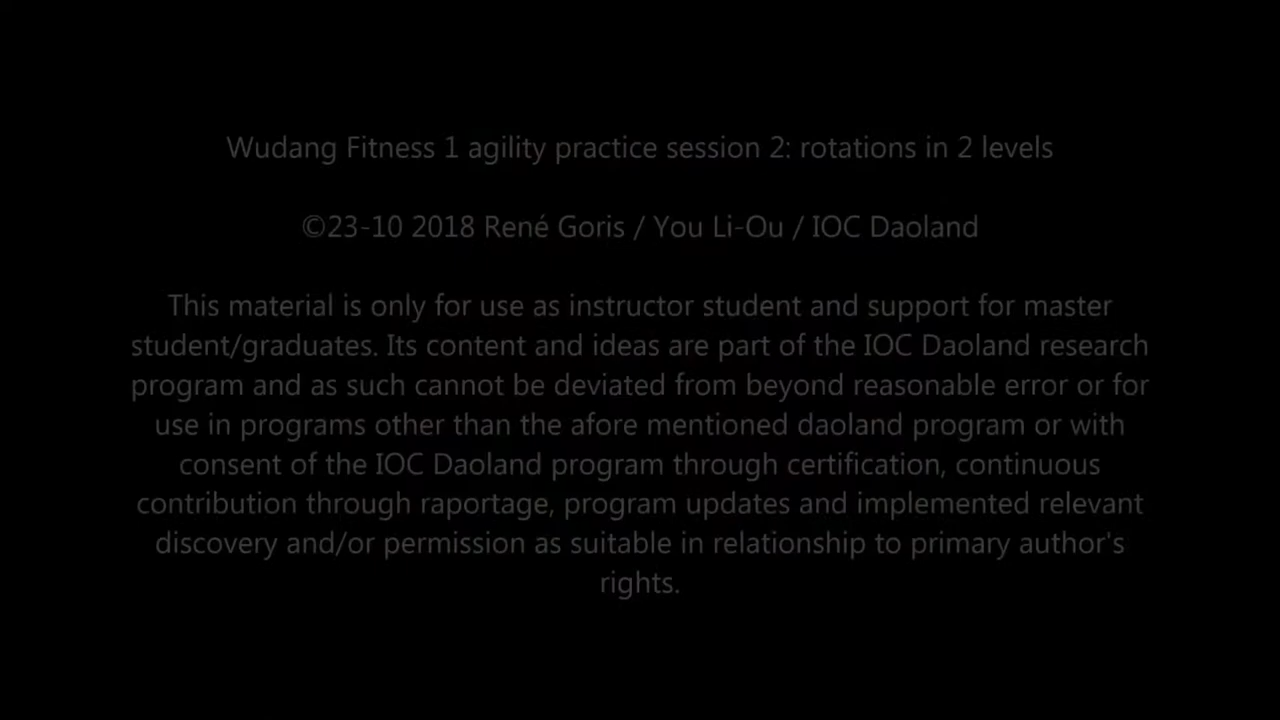 Wudang Fitness 1 agility practice session 2: rotations in 2 levels
©23-10 2018 René Goris / You Li-Ou / IOC Daoland
This material is only for use as instructor student and support for master
student/graduates. Its content and ideas are part of the IOC Daoland research
program and as such cannot be deviated from beyond reasonable error or for
use in programs other than the afore mentioned daoland program or with
consent of the IOC Daoland program through certification, continuous
contribution through raportage, program updates and implemented relevant
discovery and/or permission as suitable in relationship to primary author's
rights.